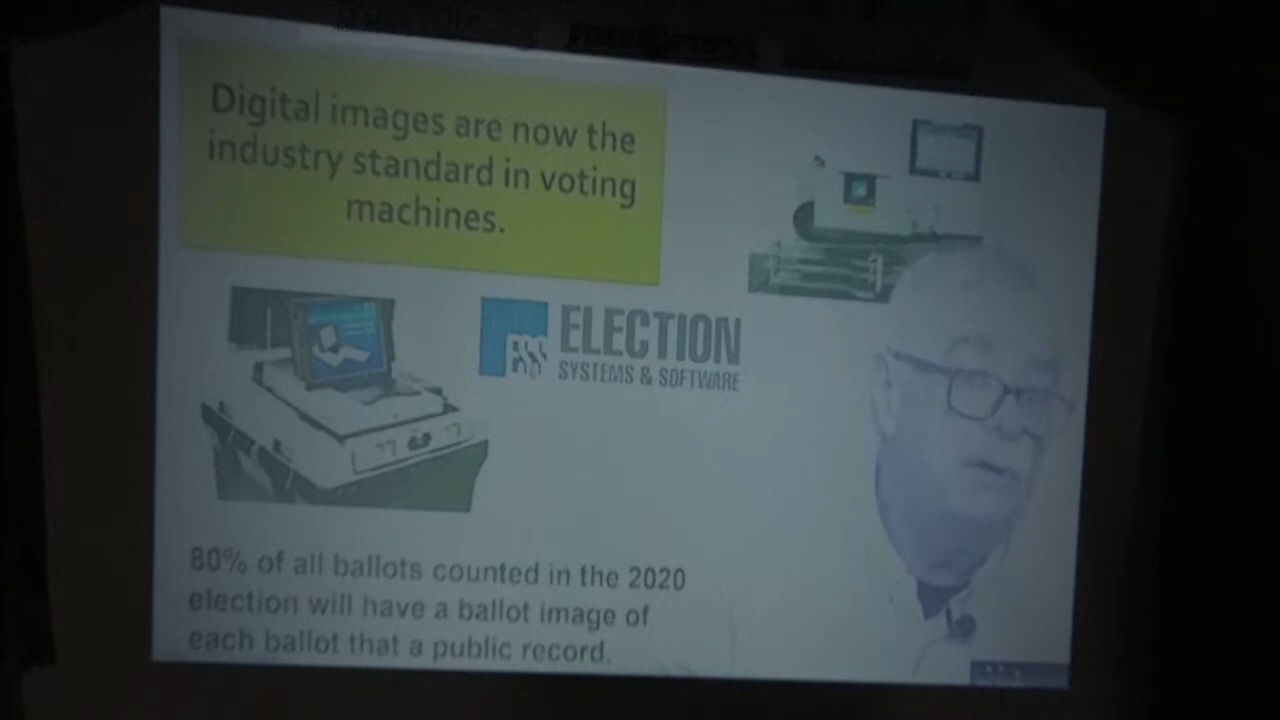 Digital images are now the
industry standard in voting
machines.
ESS
ELECTION
SYSTEMS & SOFTWARE
80% of all ballots counted in the 2020
election will have a ballot image of
each ballot that a public record.